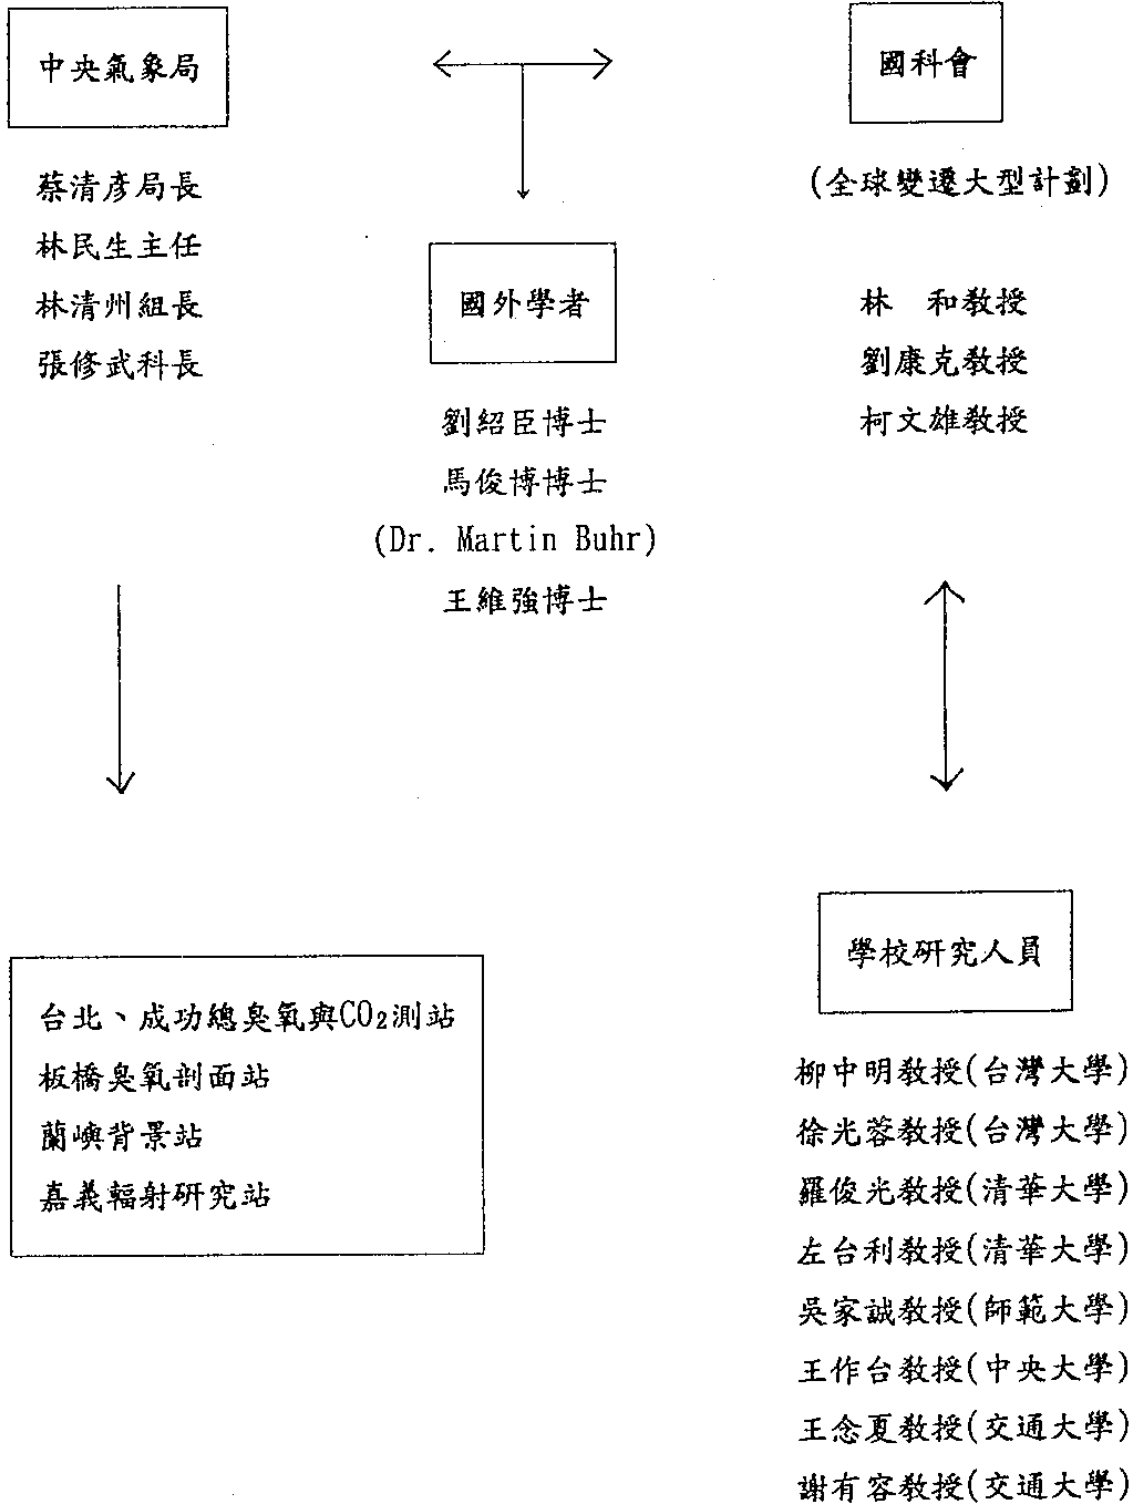 中央氣象局
蔡清彥局長
林民生主任
林清州組長
張修武科長
國科會
(全球變遷大型計劃)
林　和教授
劉康克教授
柯文雄教授
國外學者
劉紹臣博士
馬俊博博士
(Dr. Martin Buhr)
王維強博士
台北、成功總臭氧與CO₂測站
板橋臭氧剖面站
蘭嶼背景站
嘉義輻射研究站
學校研究人員
柳中明教授(台灣大學)
徐光蓉教授(台灣大學)
羅俊光教授(清華大學)
左台利教授(清華大學)
吳家誠教授(師範大學)
王作台教授(中央大學)
王念夏教授(交通大學)
謝有容教授(交通大學)